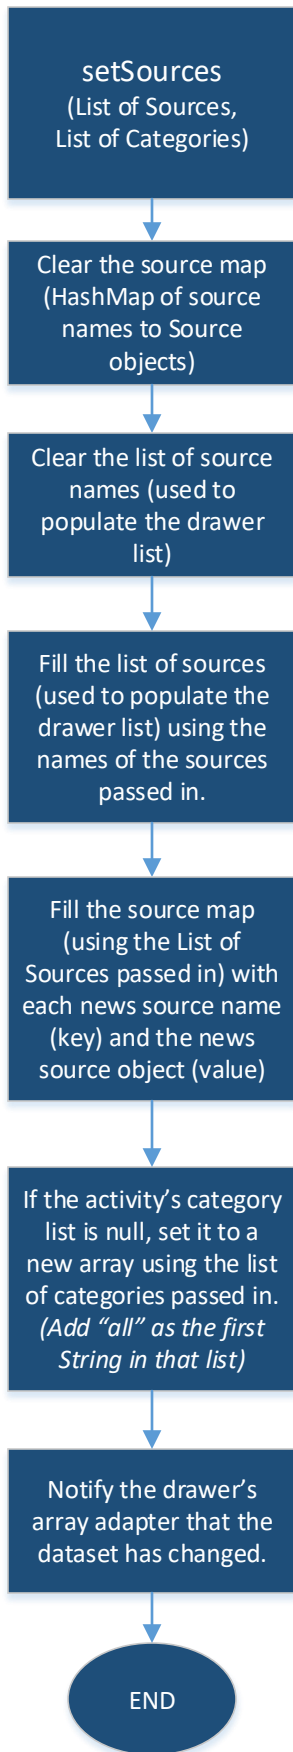 setSources
(List of Sources,
List of Categories)
Clear the source map
(HashMap of source
names to Source
objects)
Clear the list of source
names (used to
populate the drawer
list)
Fill the list of sources
(used to populate the
drawer list) using the
names of the sources
passed in.
Fill the source map
(using the List of
Sources passed in) with
each news source name
(key) and the news
source object (value)
If the activity’s category
list is null, set it to a
new array using the list
of categories passed in.
(Add “all” as the first
String in that list)
Notify the drawer’s
array adapter that the
dataset has changed.
END